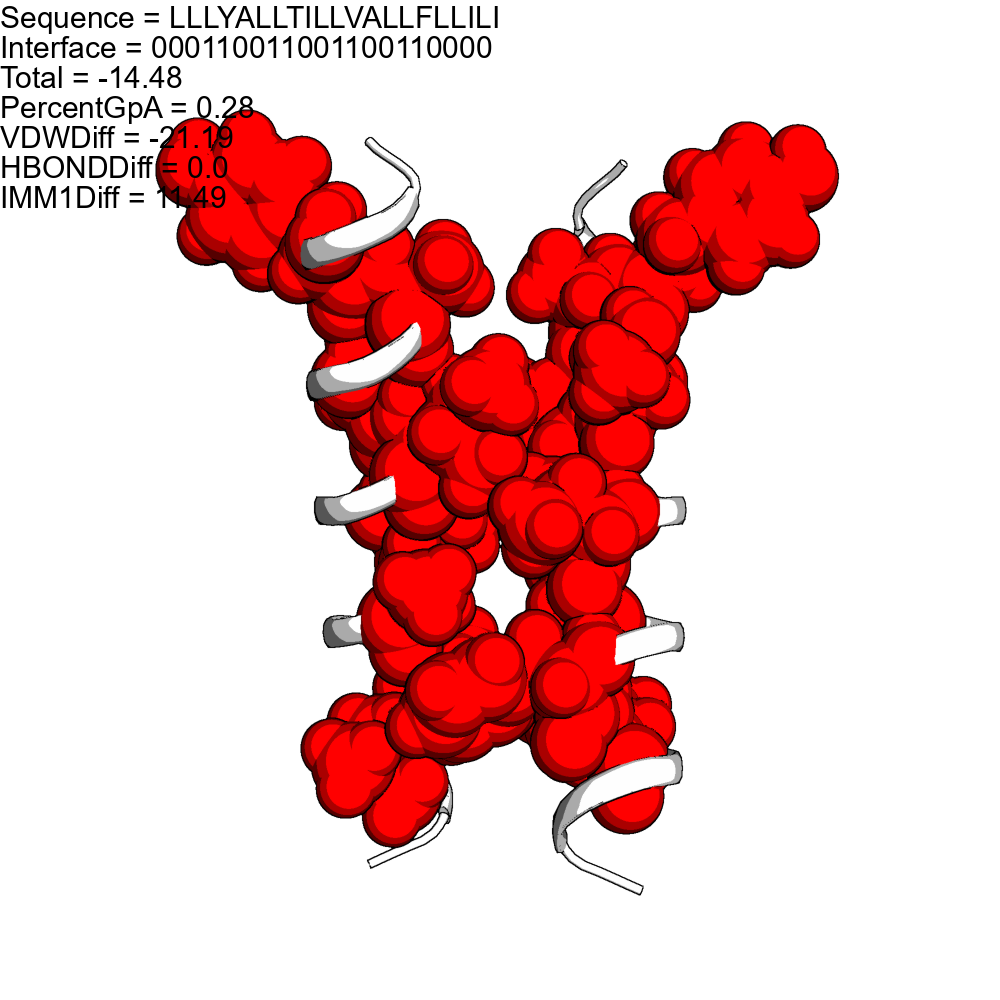 Sequence = LLLYALLTILLVALLFLLILI
Interface = 000110011001100110000
Total = -14.48
PercentGpA = 0.28
VDWDiff = -21.19
HBONDDiff = 0.0
IMM1Diff = 11.49